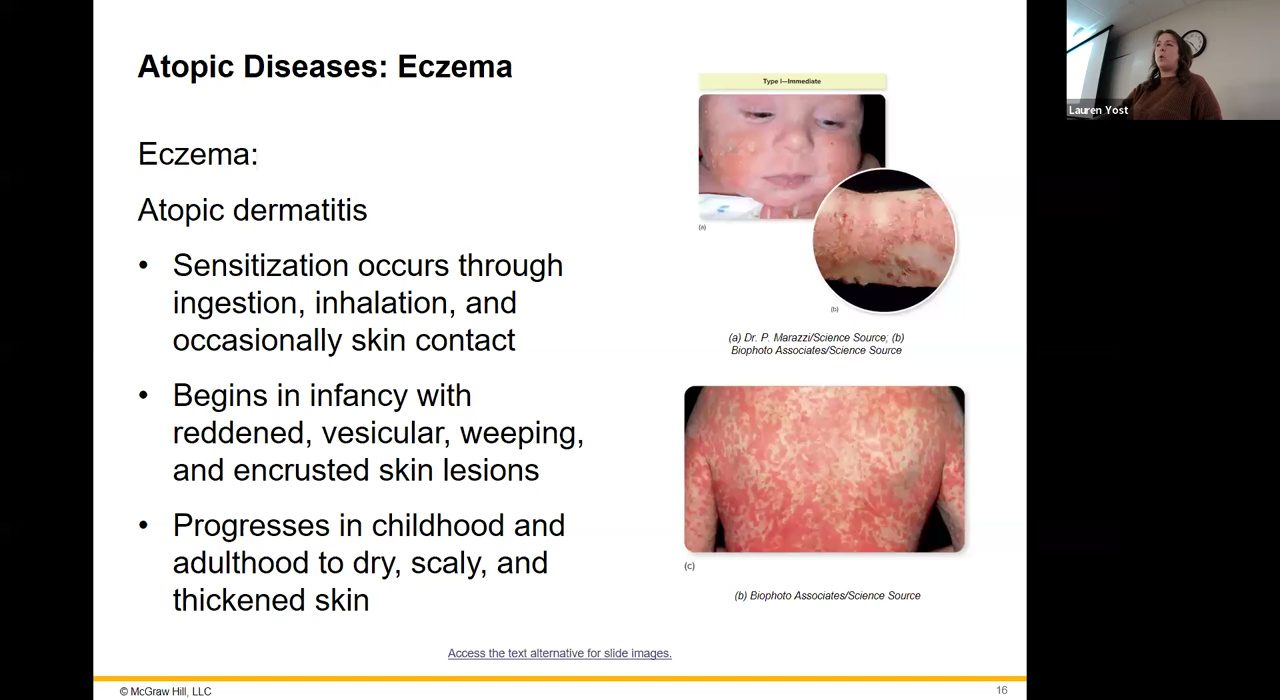 Atopic Diseases: Eczema
Eczema:
Atopic dermatitis
• Sensitization occurs through
ingestion, inhalation, and
occasionally skin contact
• Begins in infancy with
reddened, vesicular, weeping,
and encrusted skin lesions
• Progresses in childhood and
adulthood to dry, scaly, and
thickened skin
Type I—Immediate
(a)
(b)
(a) Dr. P. Marazzi/Science Source; (b)
Biophoto Associates/Science Source
(c)
(b) Biophoto Associates/Science Source
Access the text alternative for slide images.
© McGraw Hill, LLC
16
Lauren Yost